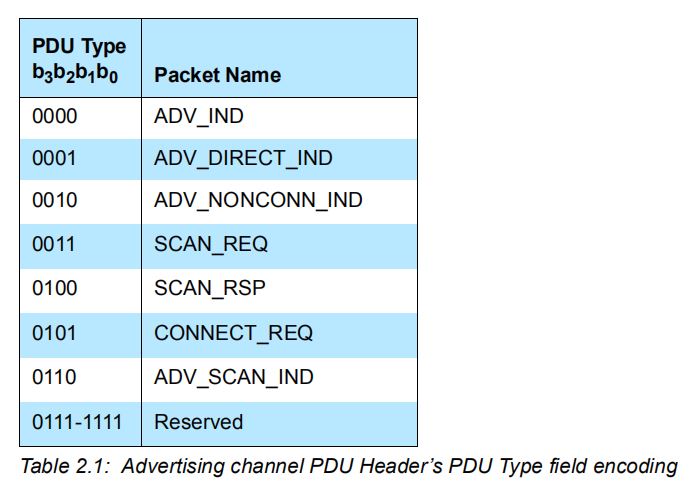 PDU Type
b3b2b1b0 Packet Name
0000 ADV_IND
0001 ADV_DIRECT_IND
0010 ADV_NONCONN_IND
0011 SCAN_REQ
0100 SCAN_RSP
0101 CONNECT_REQ
0110 ADV_SCAN_IND
0111-1111 Reserved
Table 2.1: Advertising channel PDU Header’s PDU Type field encoding